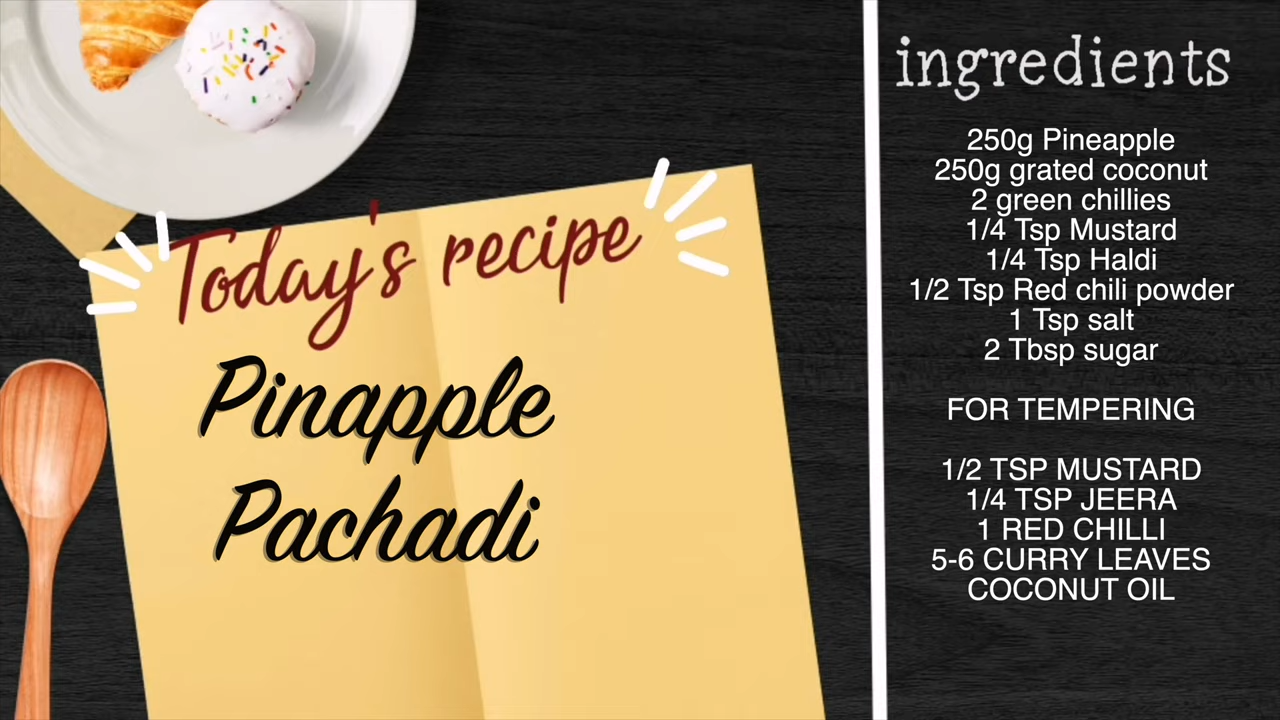 Today's recipe
Pinapple
Pachadi
ingredients
250g Pineapple
250g grated coconut
2 green chillies
1/4 Tsp Mustard
1/4 Tsp Haldi
1/2 Tsp Red chili powder
1 Tsp salt
2 Tbsp sugar
FOR TEMPERING
1/2 TSP MUSTARD
1/4 TSP JEERA
1 RED CHILLI
5-6 CURRY LEAVES
COCONUT OIL